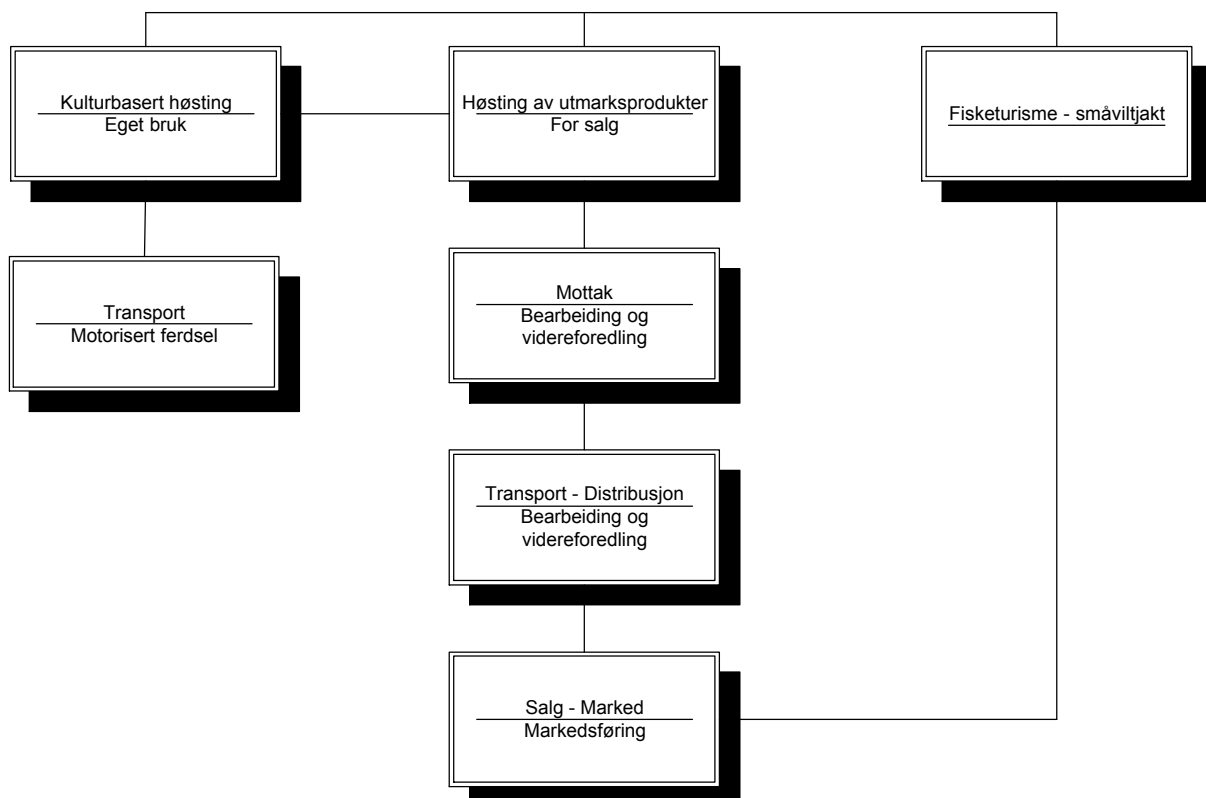 Kulturbasert høsting
Eget bruk
Høsting av utmarksprodukter
For salg
Fisketurisme - småviltjakt
Transport
Motorisert ferdsel
Mottak
Bearbeiding og
videreforedling
Transport - Distribusjon
Bearbeiding og
videreforedling
Salg - Marked
Markedsføring